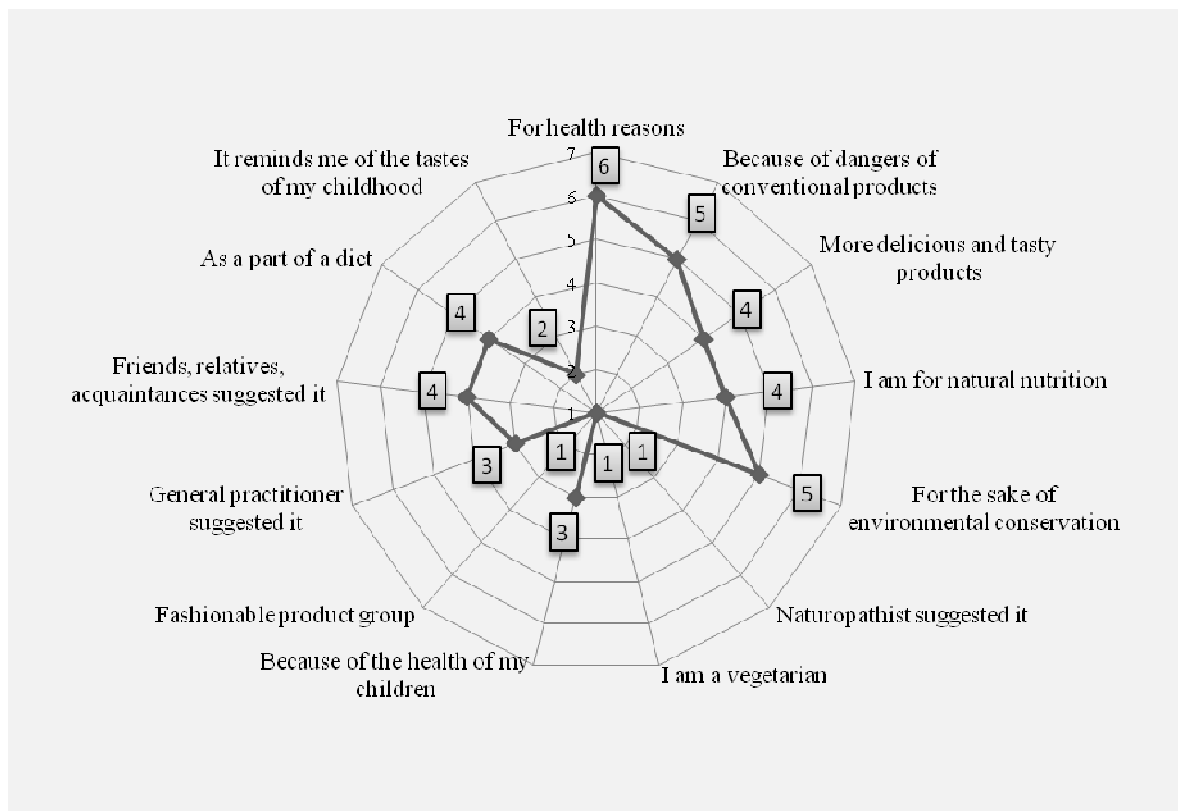 For health reasons
7
6
It reminds me of the tastes
of my childhood
Because of dangers of
conventional products
6
5
5
As a part of a dict
More delicious and tasty
products
4
4
4
3
2
Friends, relatives,
acquaintances suggested it
4
2
4
I am for natural nutrition
1
1
1
1
3
5
General practitioner
suggested it
For the sake of
environmental conservation
3
Fashionable product group
Naturopathist suggested it
Because of the health of my
children
I am a vegetarian